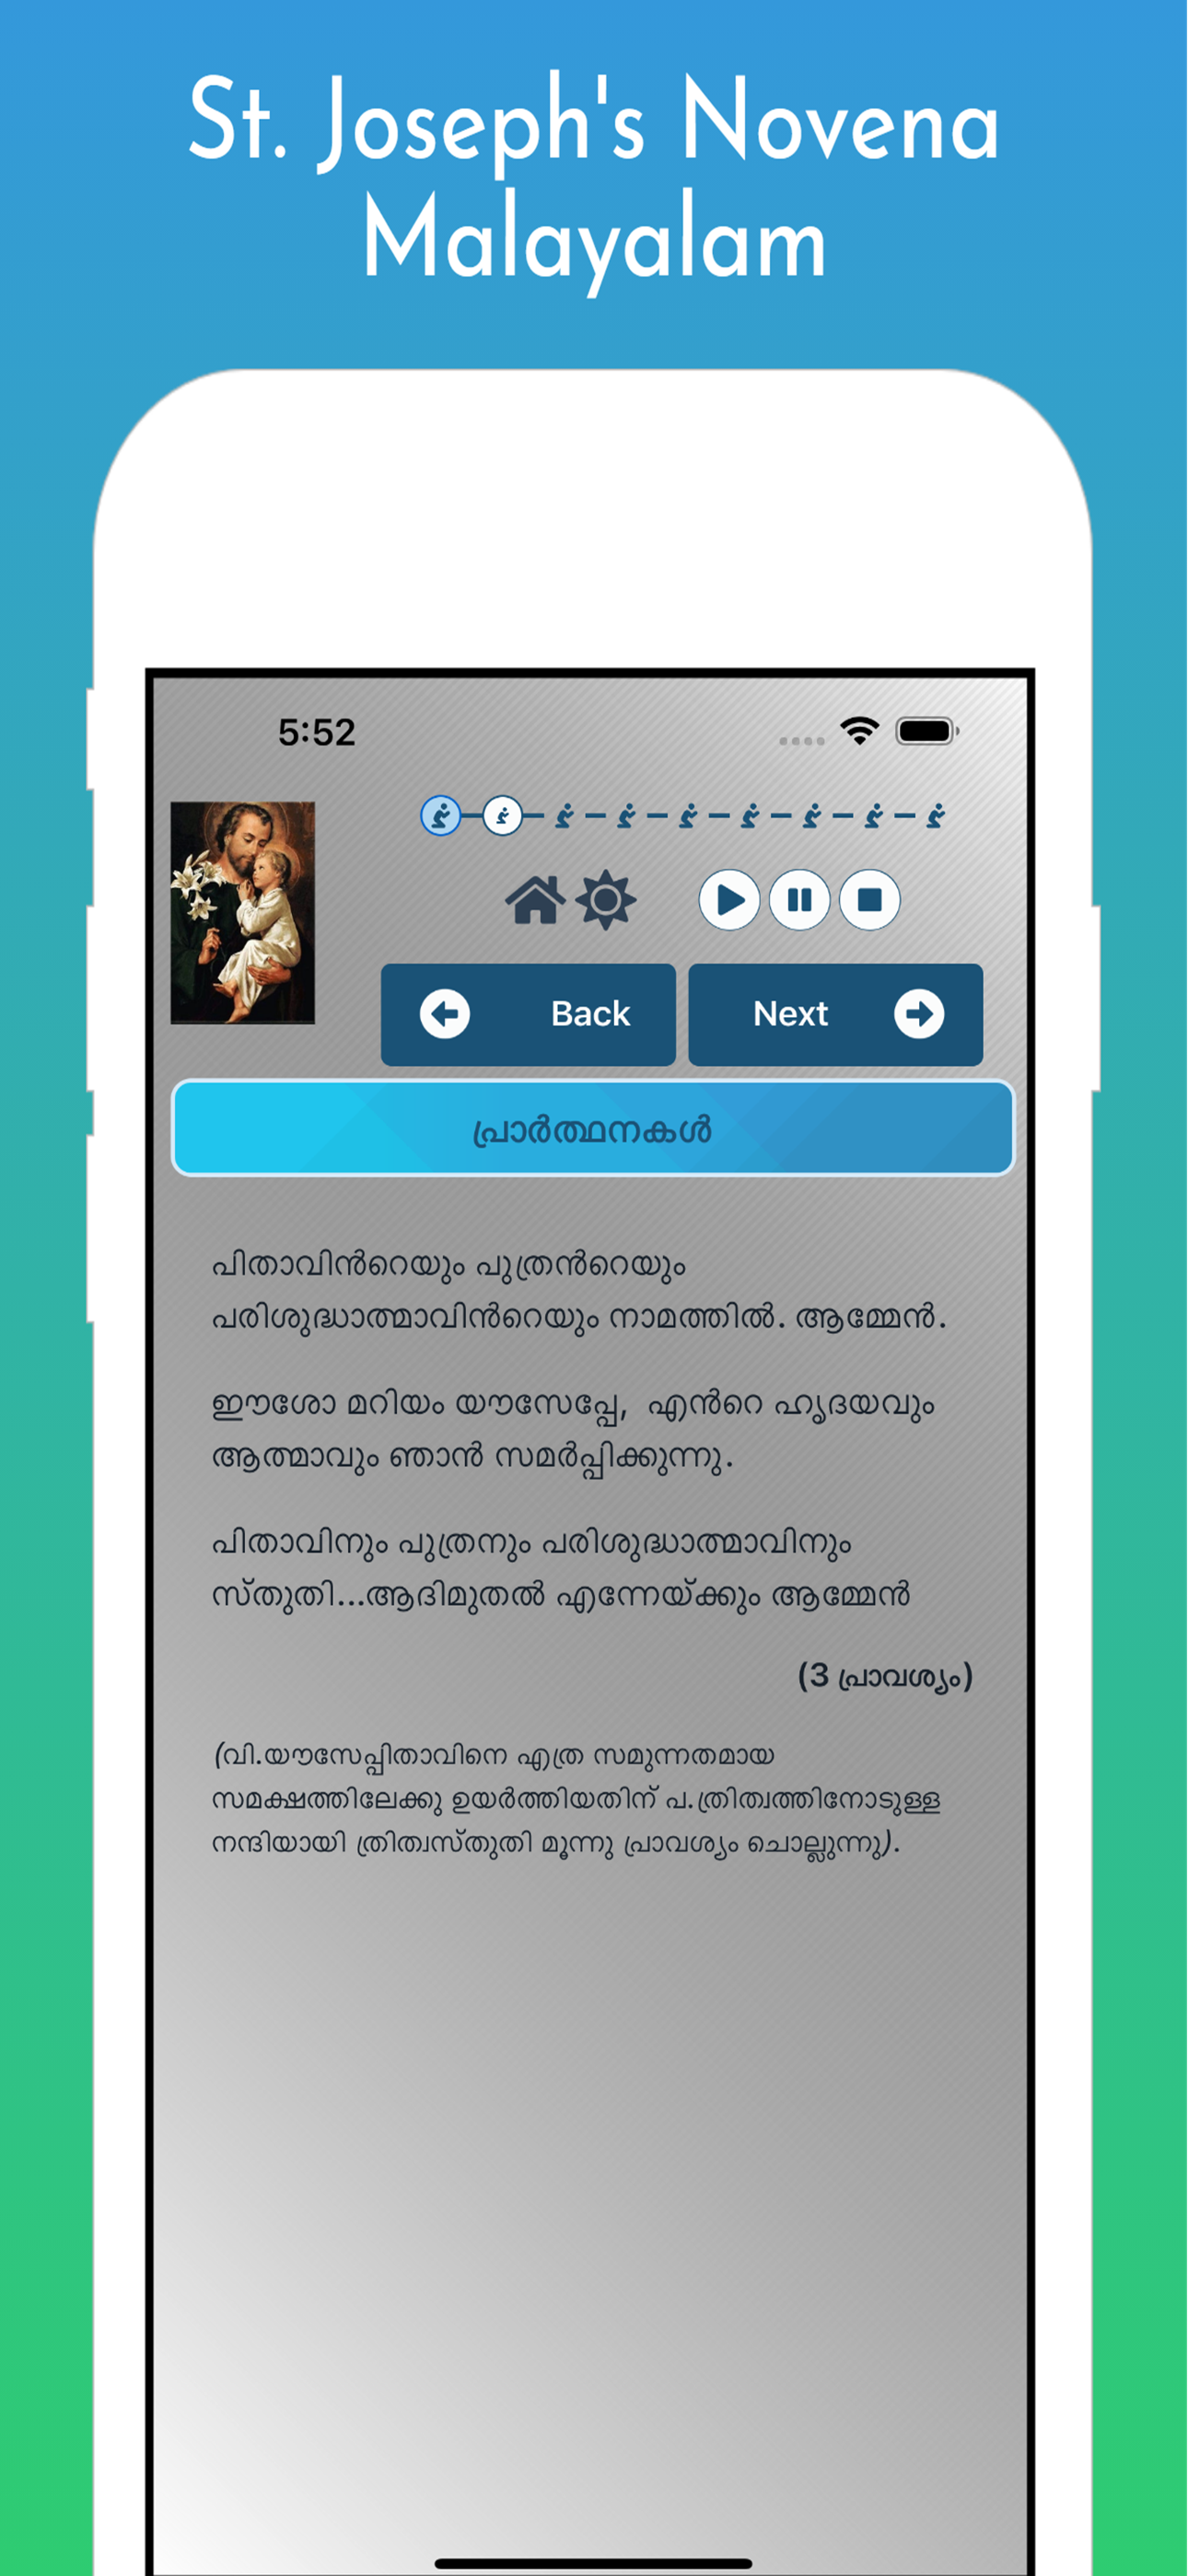 St. Joseph's Novena
Malayalam
5:52
Back
Next
പ്രാർത്ഥനകൾ
പിതാവിൻറെയും പുത്രൻറെയും
പരിശുദ്ധാത്മാവിൻറെയും നാമത്തിൽ. ആമ്മേൻ.
ഈശോ മറിയം യൗസേപ്പേ, എൻറെ ഹൃദയവും
ആത്മാവും ഞാൻ സമർപ്പിക്കുന്നു.
പിതാവിനും പുത്രനും പരിശുദ്ധാത്മാവിനും
സ്തുതി...ആദിമുതൽ എന്നേയ്ക്കും ആമ്മേൻ
(3 പ്രാവശ്യം)
(വി.യൗസേപ്പിതാവിനെ എത്ര സമുന്നതമായ
സമക്ഷത്തിലേക്കു ഉയർത്തിയതിന് പ.ത്രിത്വത്തിനോടുള്ള
നന്ദിയായി ത്രിത്വസ്തുതി മൂന്നു പ്രാവശ്യം ചൊല്ലുന്നു).